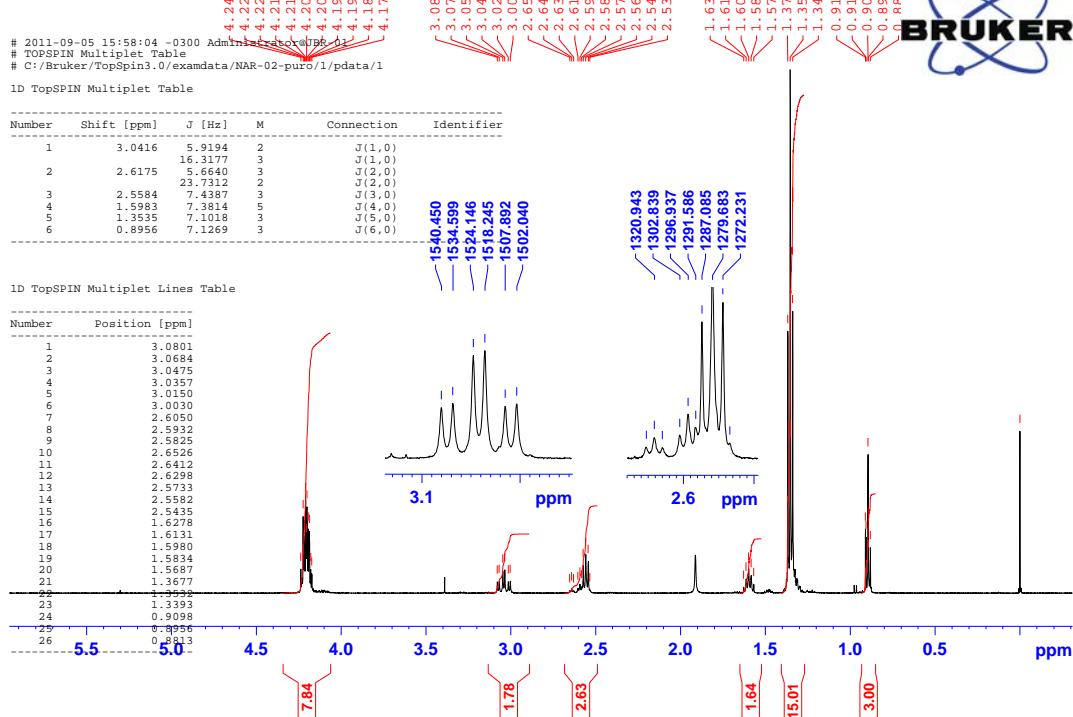 BRUKER
# 2011-09-05 15:58:04 -0300 Administrator@JBR-01
# TOPSPIN Multiplet Table
# C:/Bruker/TopSpin3.0/examdata/NAR-02-puro/1/pdata/1
1D TopSPIN Multiplet Table
Number Shift [ppm] J [Hz] M Connection Identifier
1 3.0416 5.9194 2 J(1,0)
16.3177 3 J(1,0)
2 2.6175 5.6640 3 J(2,0)
23.7312 2 J(2,0)
3 2.5584 7.4387 3 J(3,0)
4 1.5983 7.3814 5 J(4,0)
5 1.3535 7.1018 3 J(5,0)
6 0.8956 7.1269 3 J(6,0)
1540.450
1534.599
1524.146
1518.245
1507.892
1502.040
1320.943
1302.839
1296.937
1291.586
1287.085
1279.683
1272.231
1D TopSPIN Multiplet Lines Table
Number Position [ppm]
1 3.0801
2 3.0684
3 3.0475
4 3.0357
5 3.0150
6 3.0030
7 2.6050
8 2.5932
9 2.5825
10 2.6526
11 2.6412
12 2.6298
13 2.5733
14 2.5582
15 2.5435
16 1.6278
17 1.6131
18 1.5980
19 1.5834
20 1.5687
21 1.3677
22 1.3532
23 1.3393
24 0.9098
25 0.8956
26 0.8813
3.1 ppm
2.6 ppm
5.5 5.0 4.5 4.0 3.5 3.0 2.5 2.0 1.5 1.0 0.5 ppm
7.84
1.78
2.63
1.64
15.01
3.00